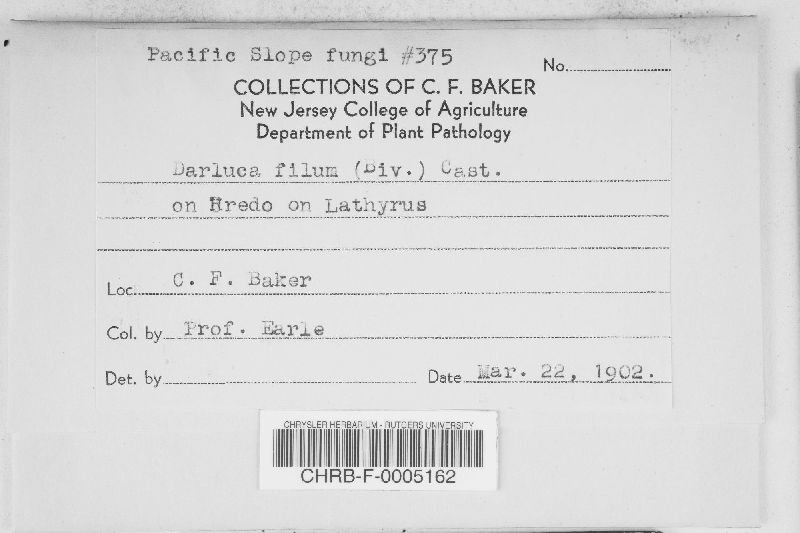 Pacific Slope fungi #375
No.
COLLECTIONS OF C. F. BAKER
New Jersey College of Agriculture
Department of Plant Pathology
Darluca filum (Div.) Cast.
on Uredo on Lathyrus
Loc. C. F. Baker
Col. by Prof. Earle
Det. by
Date Mar. 22, 1902.
CHRYSLER HERBARIUM - RUTGERS UNIVERSITY
CHRB-F-0005162